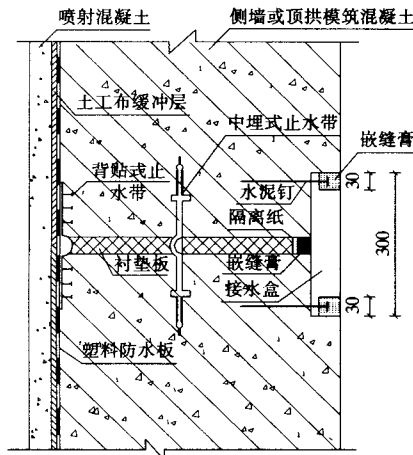 喷射混凝土
侧墙或顶拱模筑混凝土
土工布缓冲层
中埋式止水带
嵌缝膏
背贴式止
水带
水泥钉
30
隔离纸
300
衬垫板
嵌缝膏
接水盒
30
塑料防水板